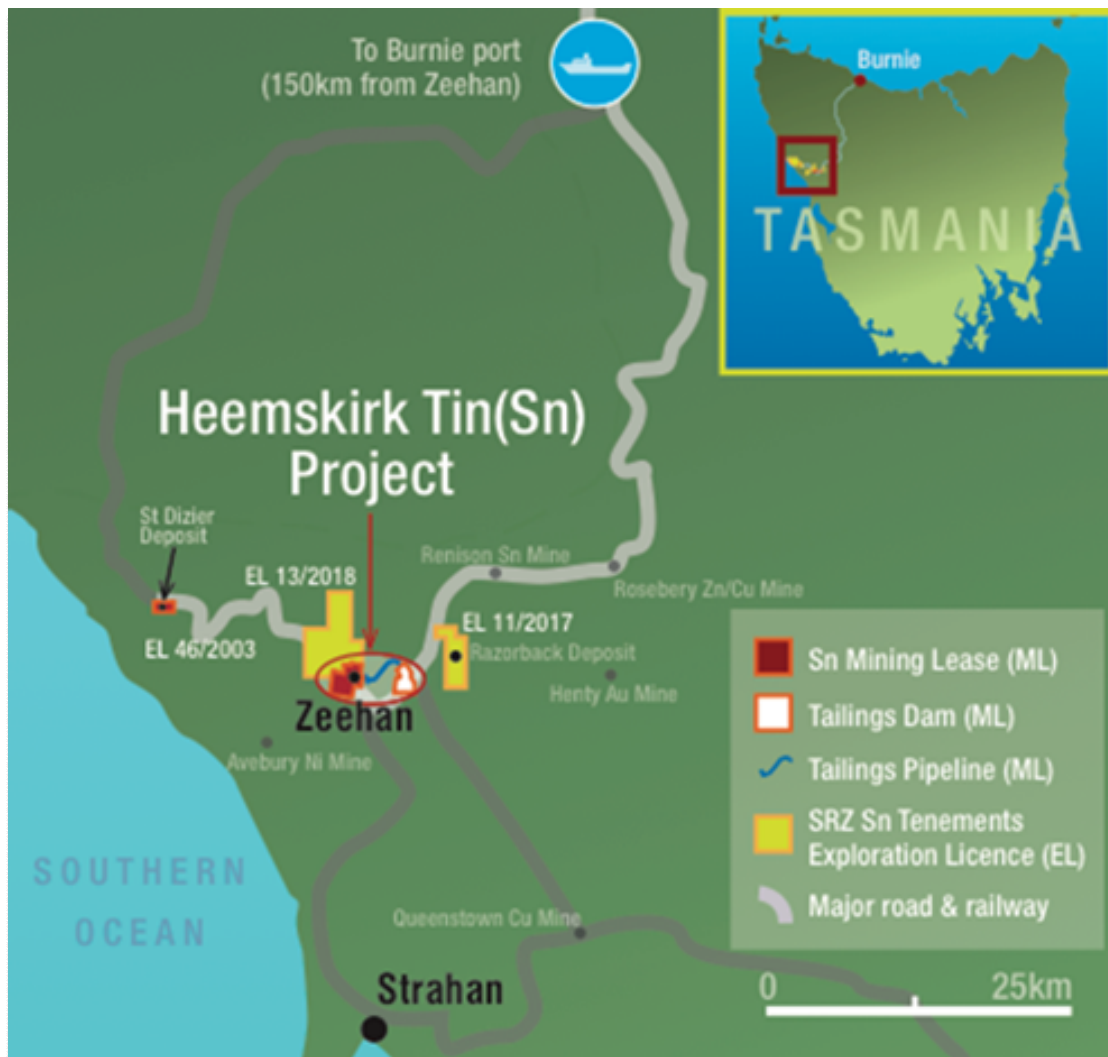 To Burnie port
(150km from Zeehan)
Burnie
TASMANIA
Heemskirk Tin(Sn)
Project
St Dizier
Deposit
EL 13/2018
Renison Sn Mine
Rosebery Zn/Cu Mine
EL 46/2003
EL 11/2017
Razorback Deposit
Henty Au Mine
Zeehan
Avebury Ni Mine
Sn Mining Lease (ML)
Tailings Dam (ML)
Tailings Pipeline (ML)
SRZ Sn Tenements
Exploration Licence (EL)
Major road & railway
SOUTHERN
OCEAN
Queenstown Cu Mine
Strahan
0 25km